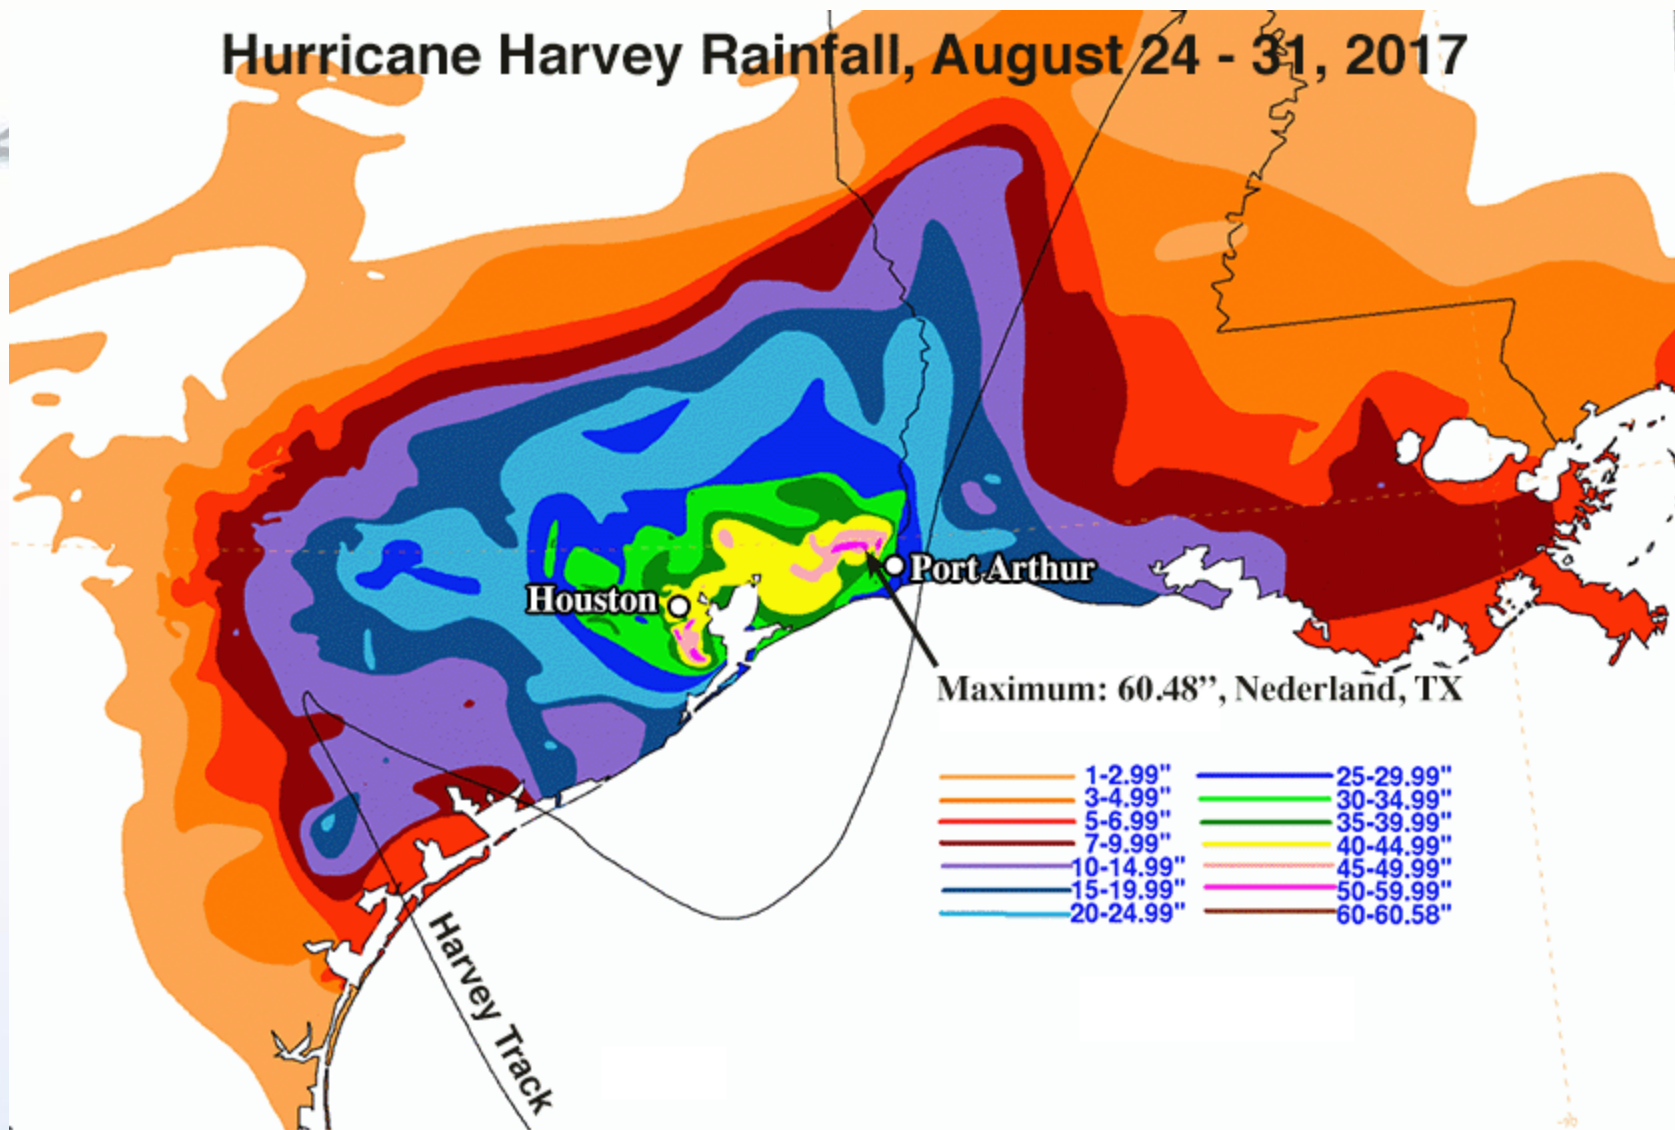 Hurricane Harvey Rainfall, August 24 - 31, 2017
Houston
Port Arthur
Maximum: 60.48”, Nederland, TX
1-2.99"
3-4.99"
5-6.99"
7-9.99"
10-14.99"
15-19.99"
20-24.99"
25-29.99"
30-34.99"
35-39.99"
40-44.99"
45-49.99"
50-59.99"
60-60.58"
Harvey Track